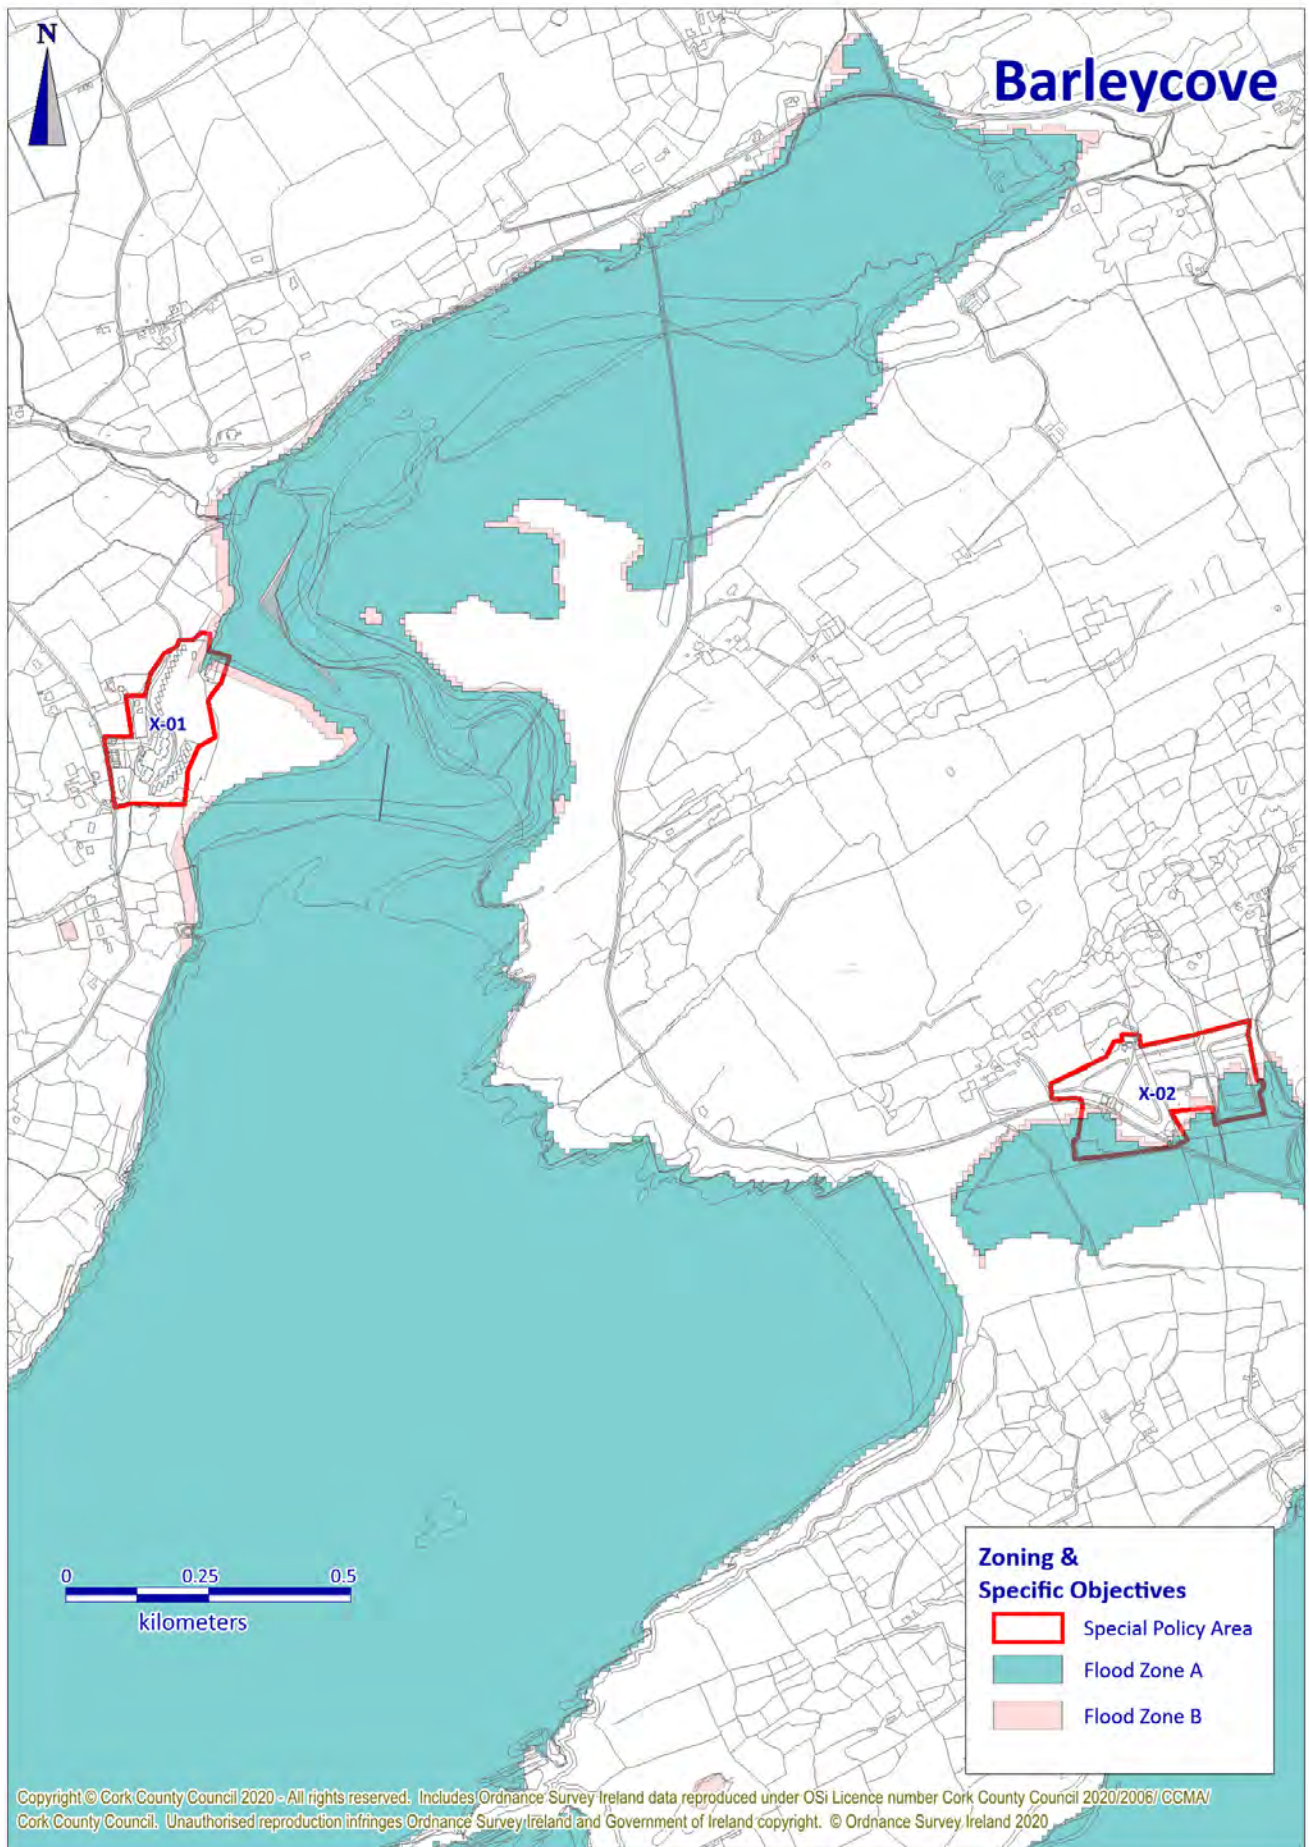 N
Barleycove
X-01
X-02
0 0.25 0.5
kilometers
Zoning &
Specific Objectives
Special Policy Area
Flood Zone A
Flood Zone B
Copyright © Cork County Council 2020 - All rights reserved. Includes Ordnance Survey Ireland data reproduced under OSi Licence number Cork County Council 2020/2006/ CCMA/
Cork County Council. Unauthorised reproduction infringes Ordnance Survey Ireland and Government of Ireland copyright. © Ordnance Survey Ireland 2020